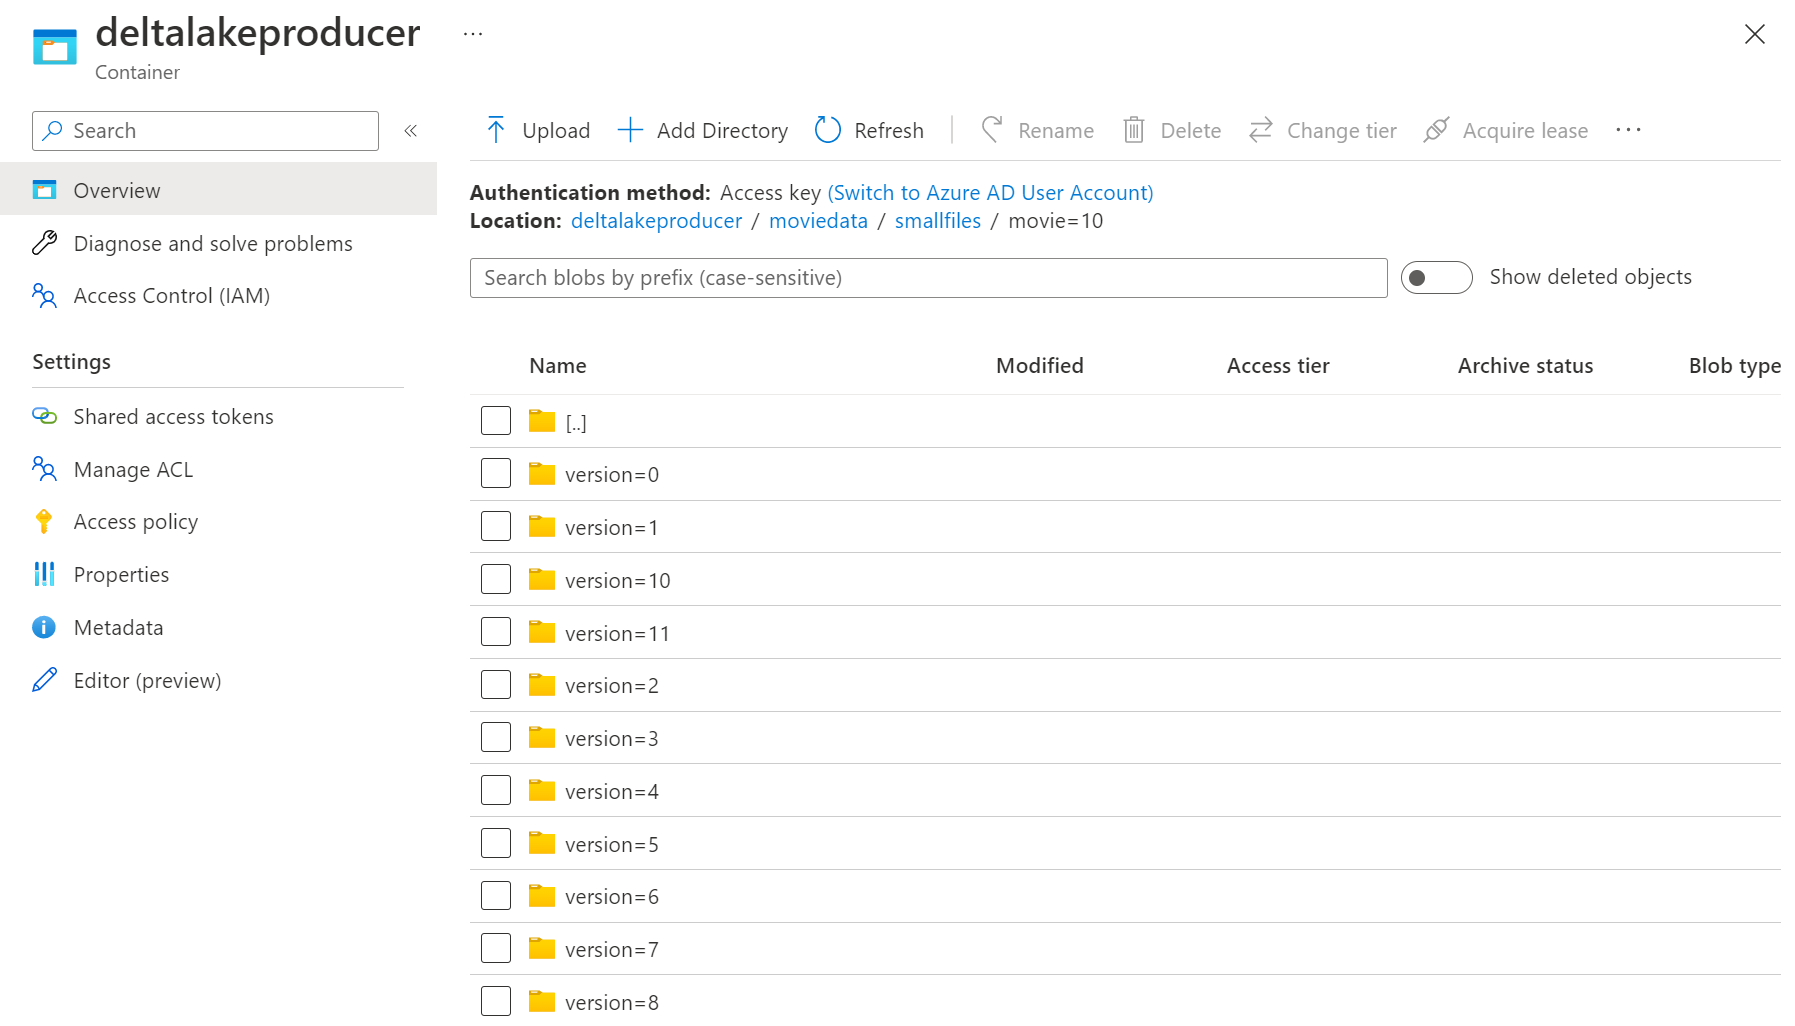 deltalakeproducer ...
Container
Search «
Overview
Diagnose and solve problems
Access Control (IAM)
Settings
Shared access tokens
Manage ACL
Access policy
Properties
Metadata
Editor (preview)
Upload Add Directory Refresh Rename Delete Change tier Acquire lease ...
Authentication method: Access key (Switch to Azure AD User Account)
Location: deltalakeproducer / moviedata / smallfiles / movie=10
Search blobs by prefix (case-sensitive) Show deleted objects
Name Modified Access tier Archive status Blob type
[..]
version=0
version=1
version=10
version=11
version=2
version=3
version=4
version=5
version=6
version=7
version=8